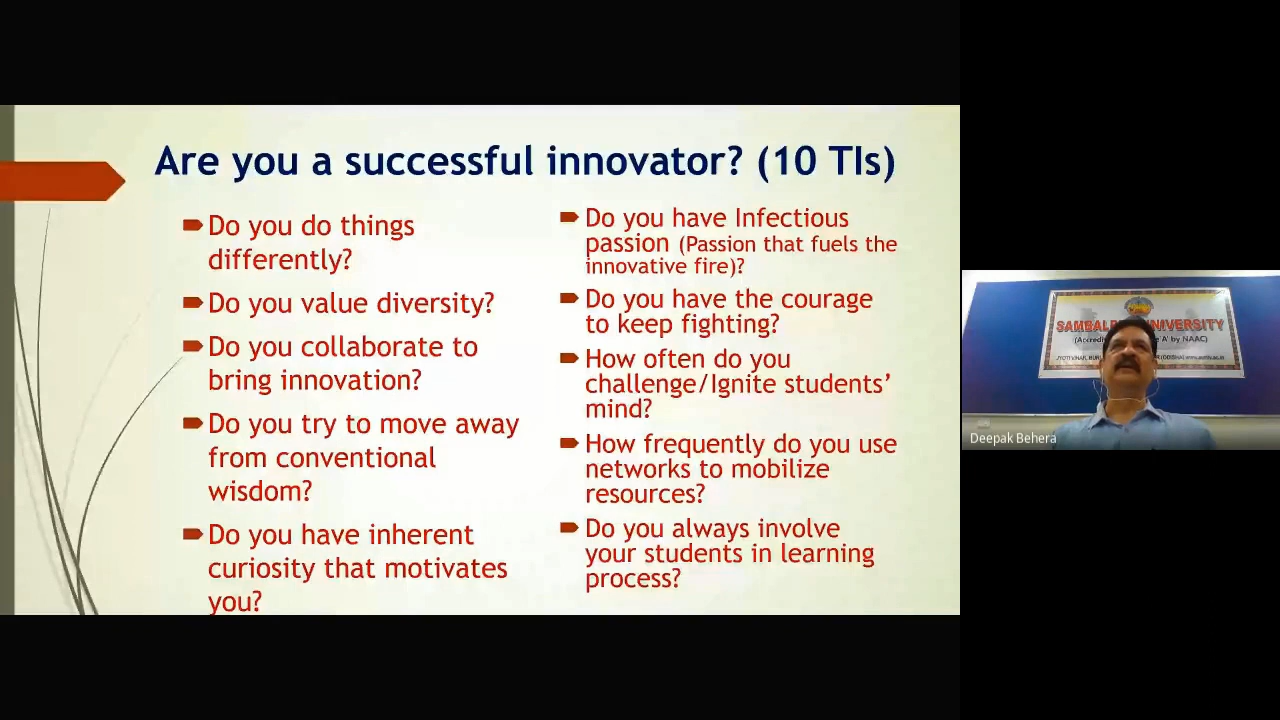 Are you a successful innovator? (10 TIs)
Do you do things
differently?
Do you value diversity?
Do you collaborate to
bring innovation?
Do you try to move away
from conventional
wisdom?
Do you have inherent
curiosity that motivates
you?
Do you have Infectious
passion (Passion that fuels the
innovative fire)?
Do you have the courage
to keep fighting?
How often do you
challenge/Ignite students’
mind?
How frequently do you use
networks to mobilize
resources?
Do you always involve
your students in learning
process?
UNIVERSITY
'A' by NAAC)
Deepak Behera